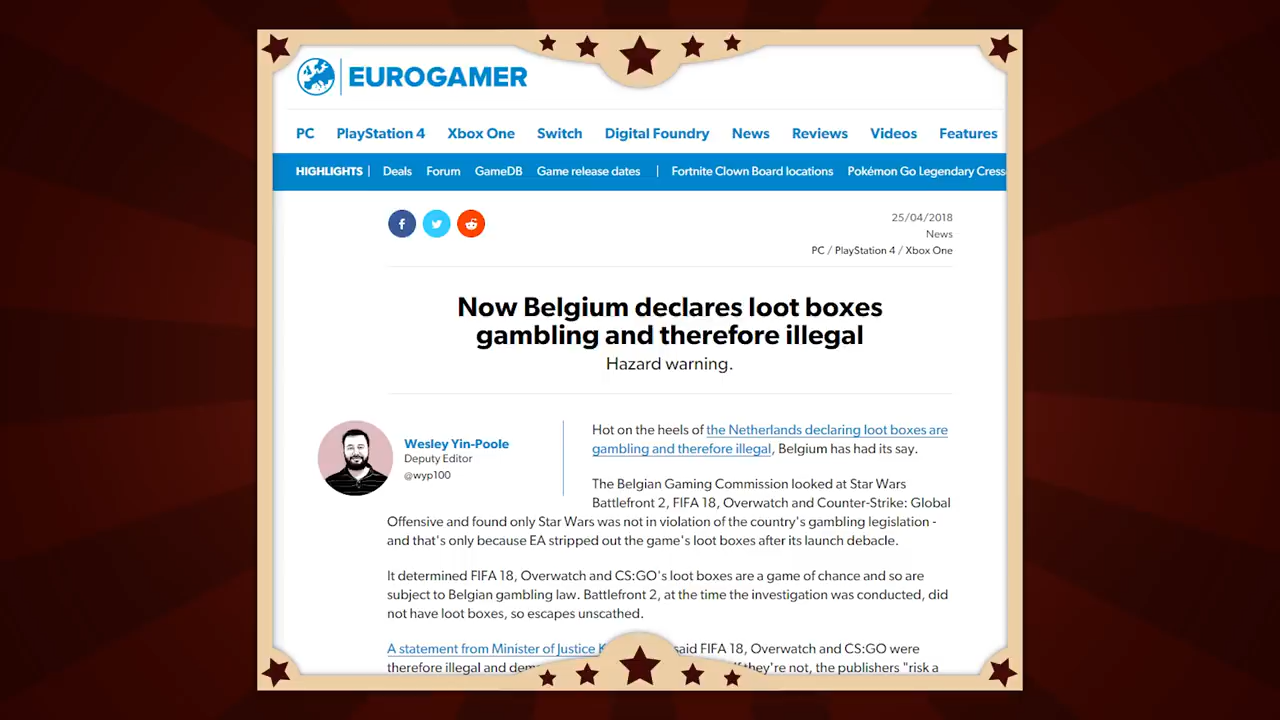 EUROGAMER
PC PlayStation 4 Xbox One Switch Digital Foundry News Reviews Videos Features
HIGHLIGHTS | Deals Forum GameDB Game release dates | Fortnite Clown Board locations Pokémon Go Legendary Cress
25/04/2018
News
PC / PlayStation 4 / Xbox One
Now Belgium declares loot boxes
gambling and therefore illegal
Hazard warning.
Wesley Yin-Poole
Deputy Editor
@wyp100
Hot on the heels of the Netherlands declaring loot boxes are
gambling and therefore illegal, Belgium has had its say.
The Belgian Gaming Commission looked at Star Wars
Battlefront 2, FIFA 18, Overwatch and Counter-Strike: Global
Offensive and found only Star Wars was not in violation of the country's gambling legislation -
and that's only because EA stripped out the game's loot boxes after its launch debacle.
It determined FIFA 18, Overwatch and CS:GO's loot boxes are a game of chance and so are
subject to Belgian gambling law. Battlefront 2, at the time the investigation was conducted, did
not have loot boxes, so escapes unscathed.
A statement from Minister of Justice said FIFA 18, Overwatch and CS:GO were
therefore illegal and they're not, the publishers "risk a